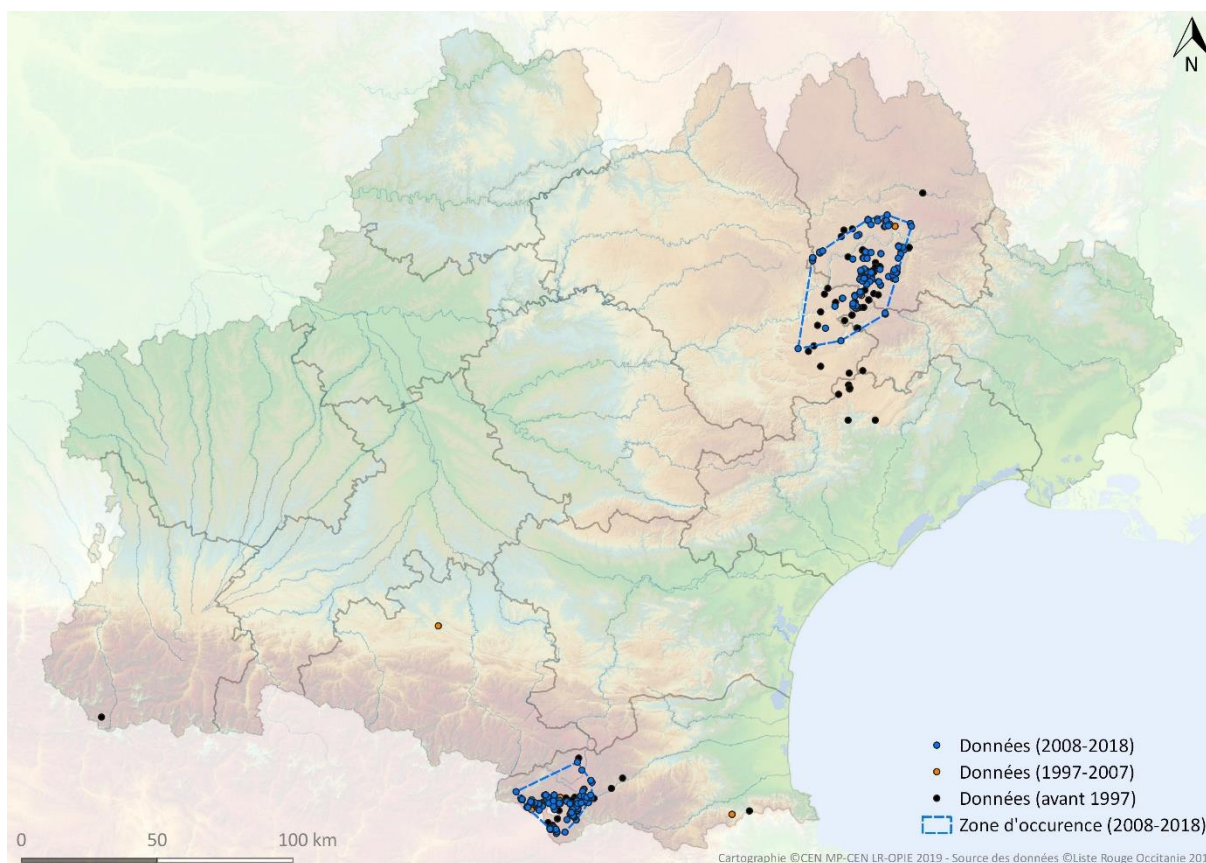 N
Données (2008-2018)
Données (1997-2007)
Données (avant 1997)
Zone d'occurence (2008-2018)
0 50 100 km
Cartographie ©CEN MP-CEN LR-OPIE 2019 - Source des données ©Liste Rouge Occitanie